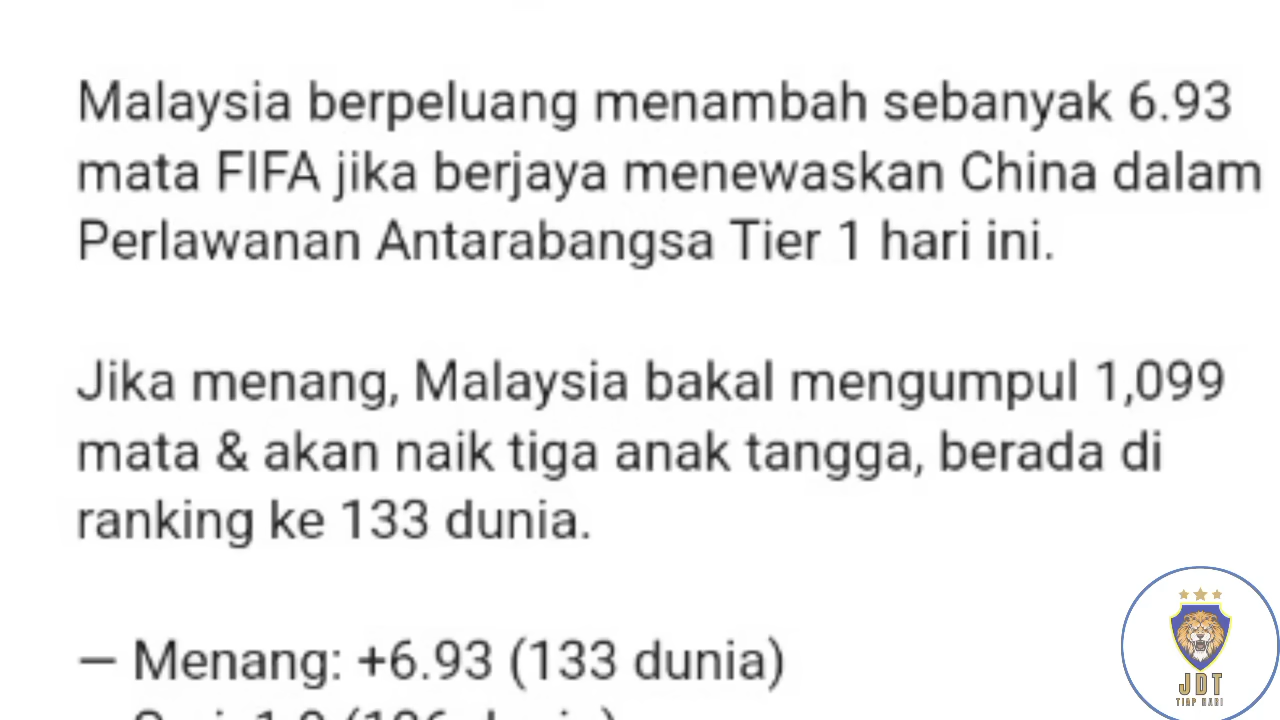 Malaysia berpeluang menambah sebanyak 6.93
mata FIFA jika berjaya menewaskan China dalam
Perlawanan Antarabangsa Tier 1 hari ini.
Jika menang, Malaysia bakal mengumpul 1,099
mata & akan naik tiga anak tangga, berada di
ranking ke 133 dunia.
— Menang: +6.93 (133 dunia)
JDT
TIAP HARI